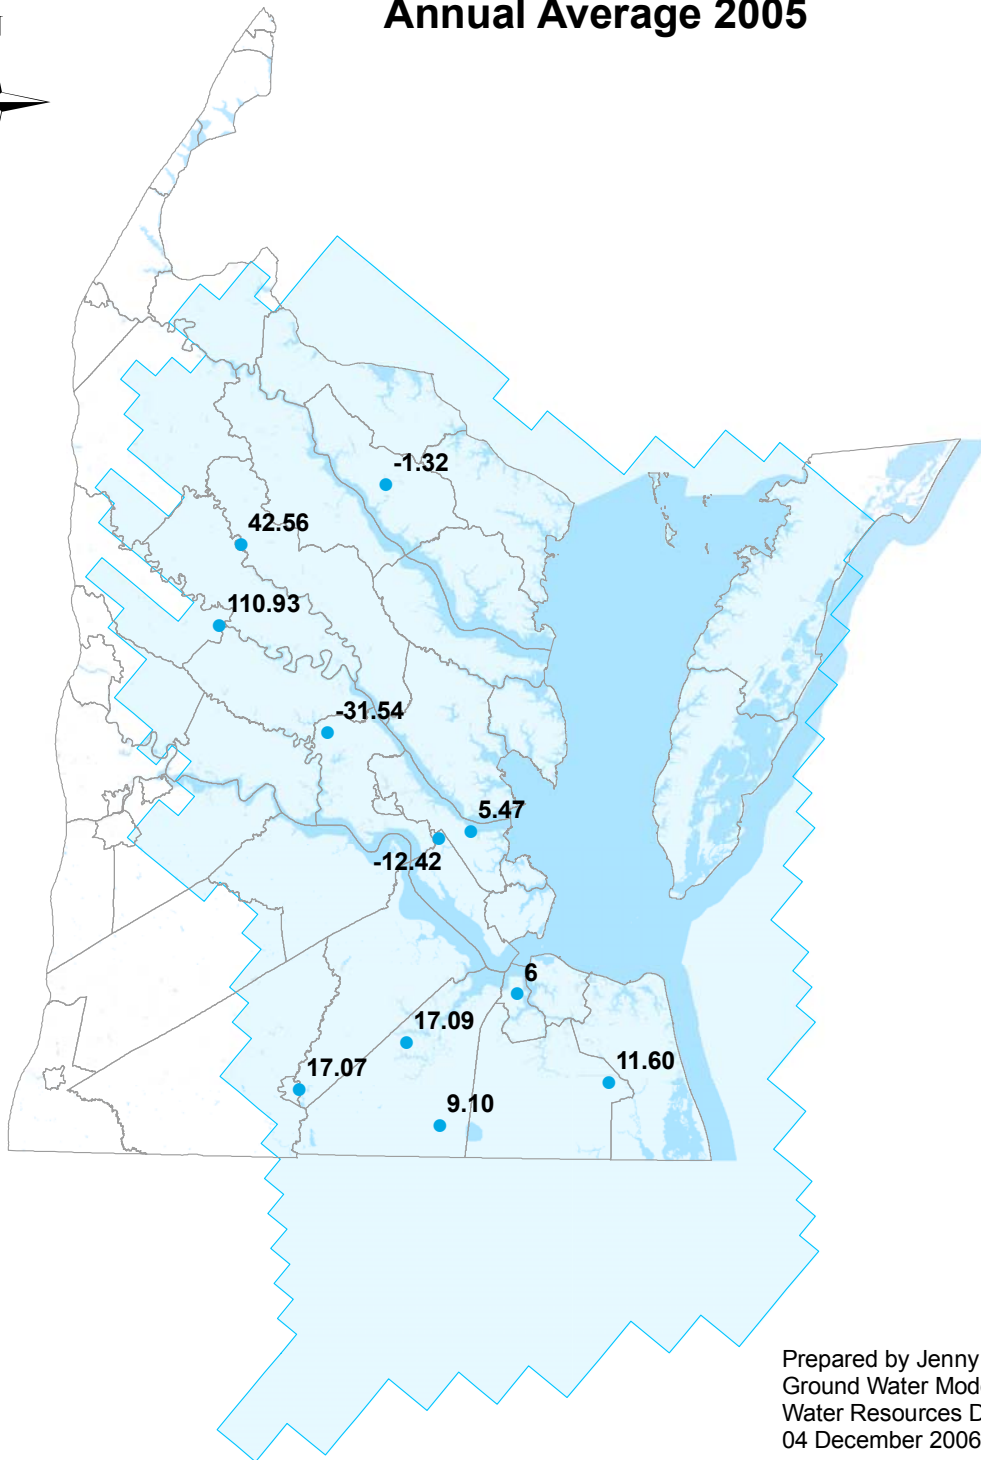 Annual Average 2005
-1.32
42.56
110.93
-31.54
5.47
-12.42
6
17.09
17.07
11.60
9.10
Prepared by Jenny
Ground Water
Water Resources
04 December 2006